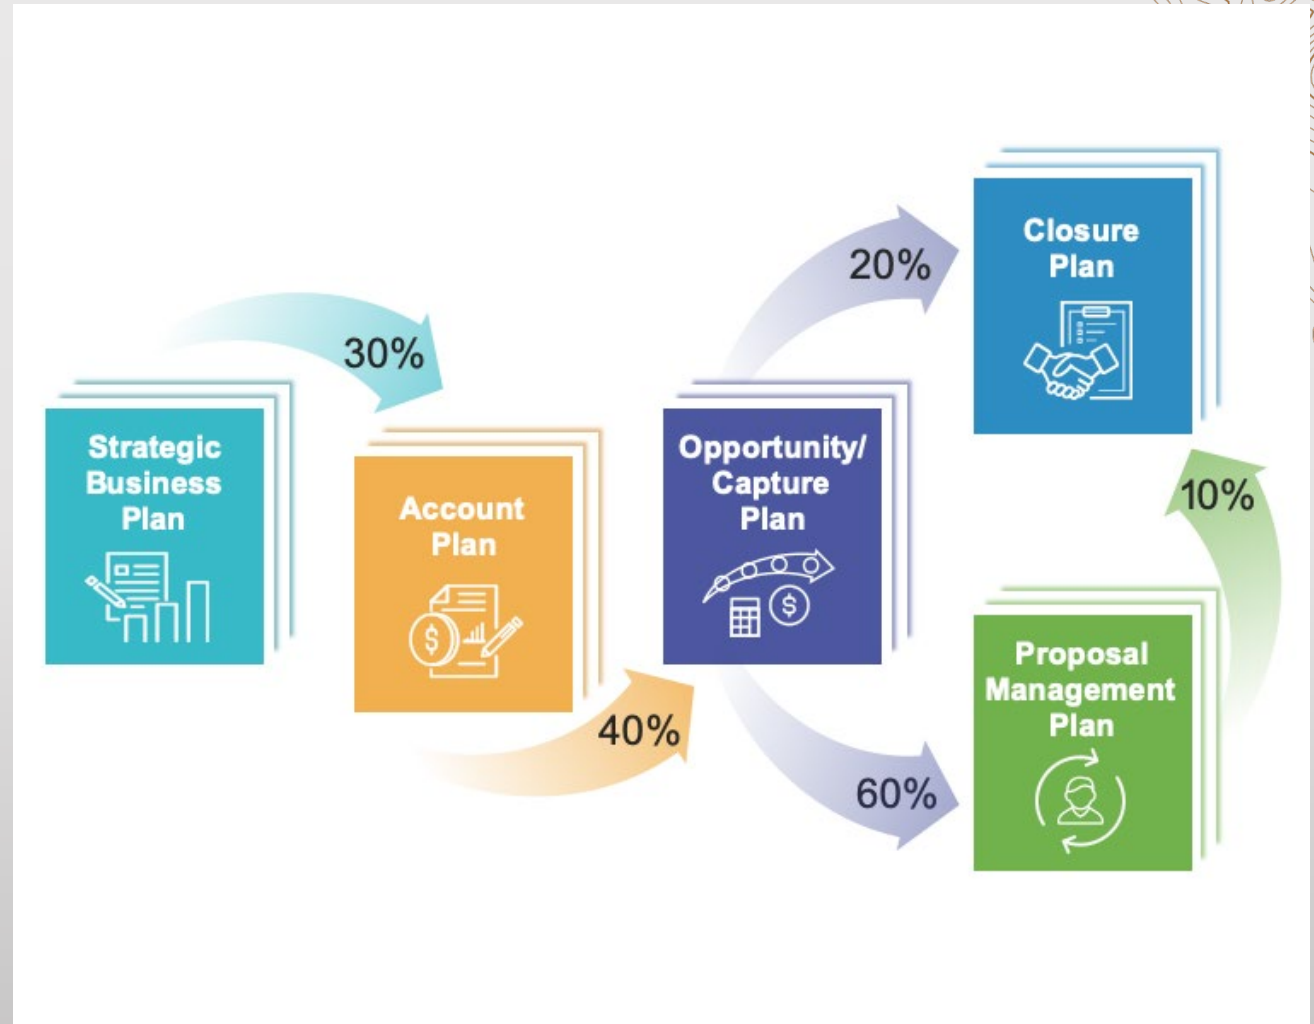 30%
Strategic
Business
Plan
Account
Plan
40%
Opportunity/
Capture
Plan
20%
Closure
Plan
60%
Proposal
Management
Plan
10%